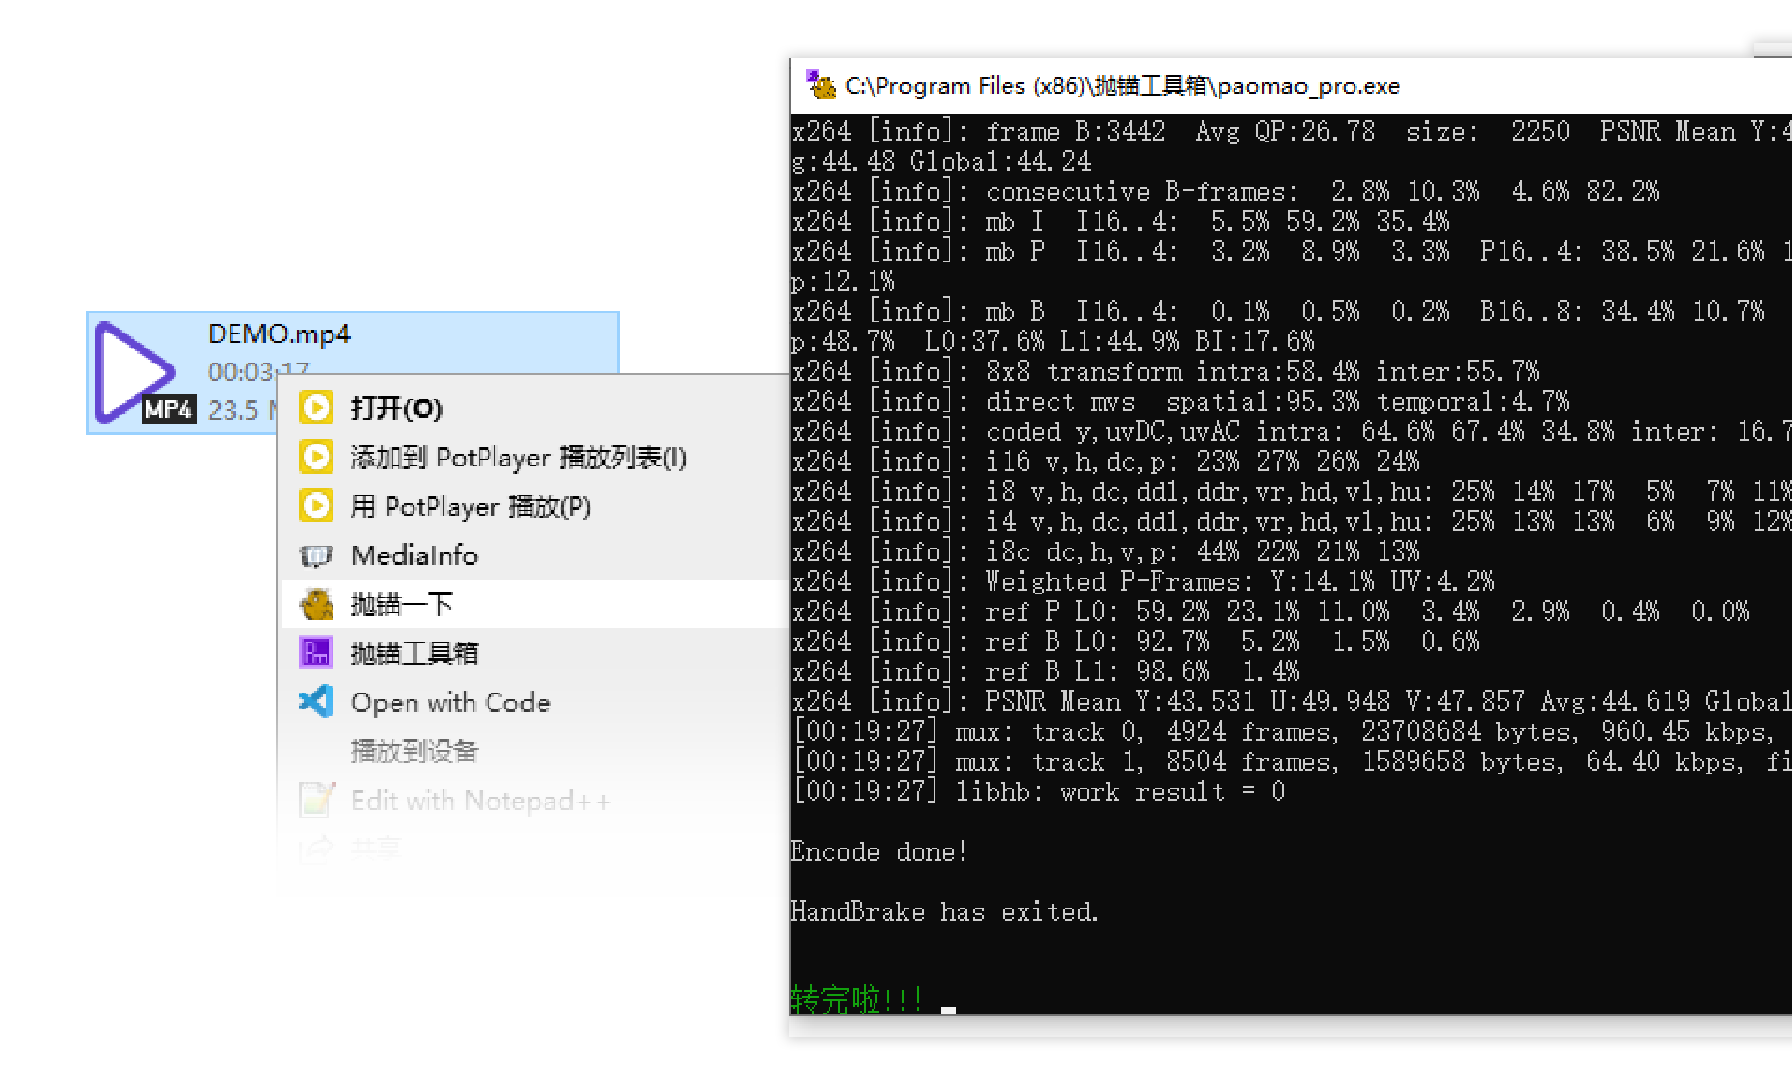 DEMO.mp4
00:03:17
23.5
MP4
打开(O)
添加到 PotPlayer 播放列表(I)
用 PotPlayer 播放(P)
MediaInfo
抛锚一下
抛锚工具箱
Open with Code
播放到设备
Edit with Notepad++
共享
C:\Program Files (x86)\抛锚工具箱\paomao_pro.exe
x264 [info]: frame B:3442  Avg QP:26.78  size:  2250  PSNR Mean Y:4
g:44.48 Global:44.24
x264 [info]: consecutive B-frames:  2.8% 10.3%  4.6% 82.2%
x264 [info]: mb I  I16..4:  5.5% 59.2% 35.4%
x264 [info]: mb P  I16..4:  3.2%  8.9%  3.3%  P16..4: 38.5% 21.6% 1
p:12.1%
x264 [info]: mb B  I16..4:  0.1%  0.5%  0.2%  B16..8: 34.4% 10.7%
p:48.7%  L0:37.6% L1:44.9% BI:17.6%
x264 [info]: 8x8 transform intra:58.4% inter:55.7%
x264 [info]: direct mvs  spatial:95.3% temporal:4.7%
x264 [info]: coded y,uvDC,uvAC intra: 64.6% 67.4% 34.8% inter: 16.7
x264 [info]: i16 v,h,dc,p: 23% 27% 26% 24%
x264 [info]: i8 v,h,dc,ddl,ddr,vr,hd,vl,hu: 25% 14% 17%  5%  7% 11%
x264 [info]: i4 v,h,dc,ddl,ddr,vr,hd,vl,hu: 25% 13% 13%  6%  9% 12%
x264 [info]: i8c dc,h,v,p: 44% 22% 21% 13%
x264 [info]: Weighted P-Frames: Y:14.1% UV:4.2%
x264 [info]: ref P L0: 59.2% 23.1% 11.0%  3.4%  2.9%  0.4%  0.0%
x264 [info]: ref B L0: 92.7%  5.2%  1.5%  0.6%
x264 [info]: ref B L1: 98.6%  1.4%
x264 [info]: PSNR Mean Y:43.531 U:49.948 V:47.857 Avg:44.619 Global
[00:19:27] mux: track 0, 4924 frames, 23708684 bytes, 960.45 kbps,
[00:19:27] mux: track 1, 8504 frames, 1589658 bytes, 64.40 kbps, fi
[00:19:27] libhb: work result = 0
Encode done!
HandBrake has exited.
转完啦!!!